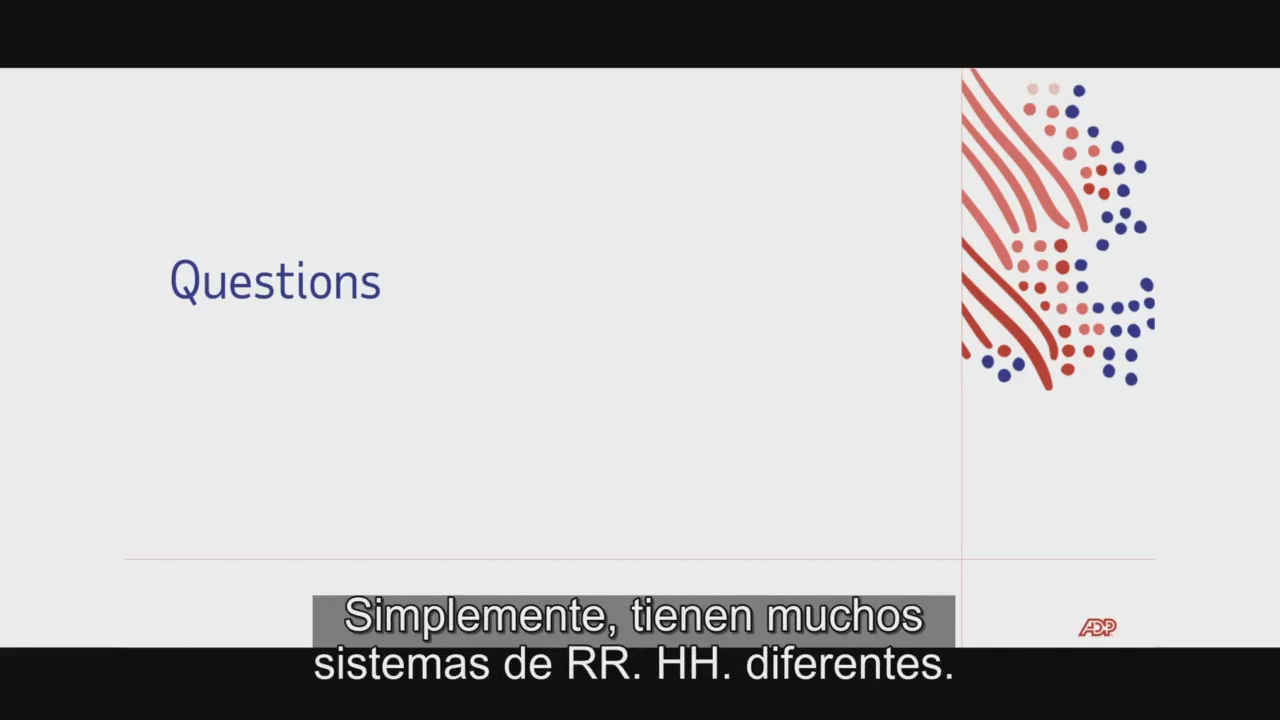 Questions
Simplemente, tienen muchos
sistemas de RR. HH. diferentes.
ADP